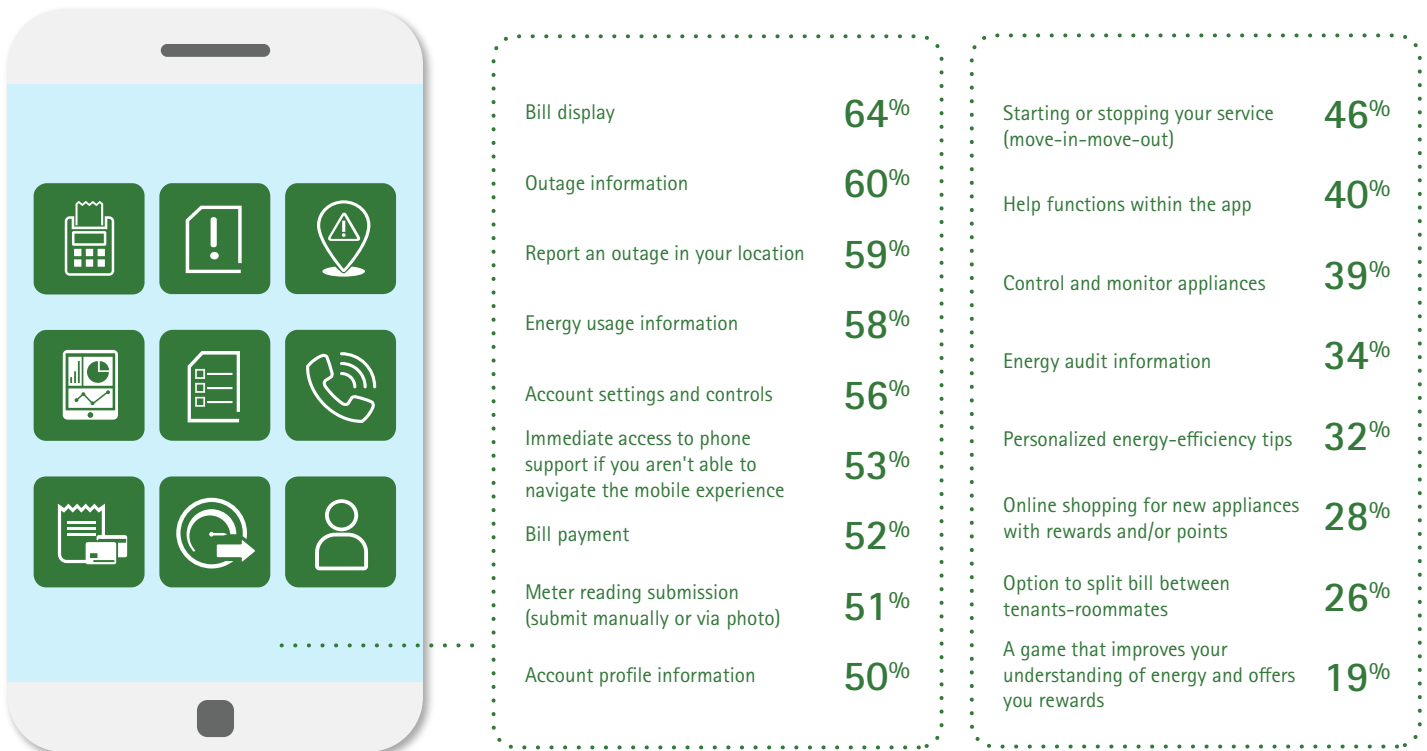 Bill display 64%
Outage information 60%
Report an outage in your location 59%
Energy usage information 58%
Account settings and controls 56%
Immediate access to phone
support if you aren't able to
navigate the mobile experience 53%
Bill payment 52%
Meter reading submission
(submit manually or via photo) 51%
Account profile information 50%
Starting or stopping your service
(move-in-move-out) 46%
Help functions within the app 40%
Control and monitor appliances 39%
Energy audit information 34%
Personalized energy-efficiency tips 32%
Online shopping for new appliances
with rewards and/or points 28%
Option to split bill between
tenants-roommates 26%
A game that improves your
understanding of energy and offers
you rewards 19%